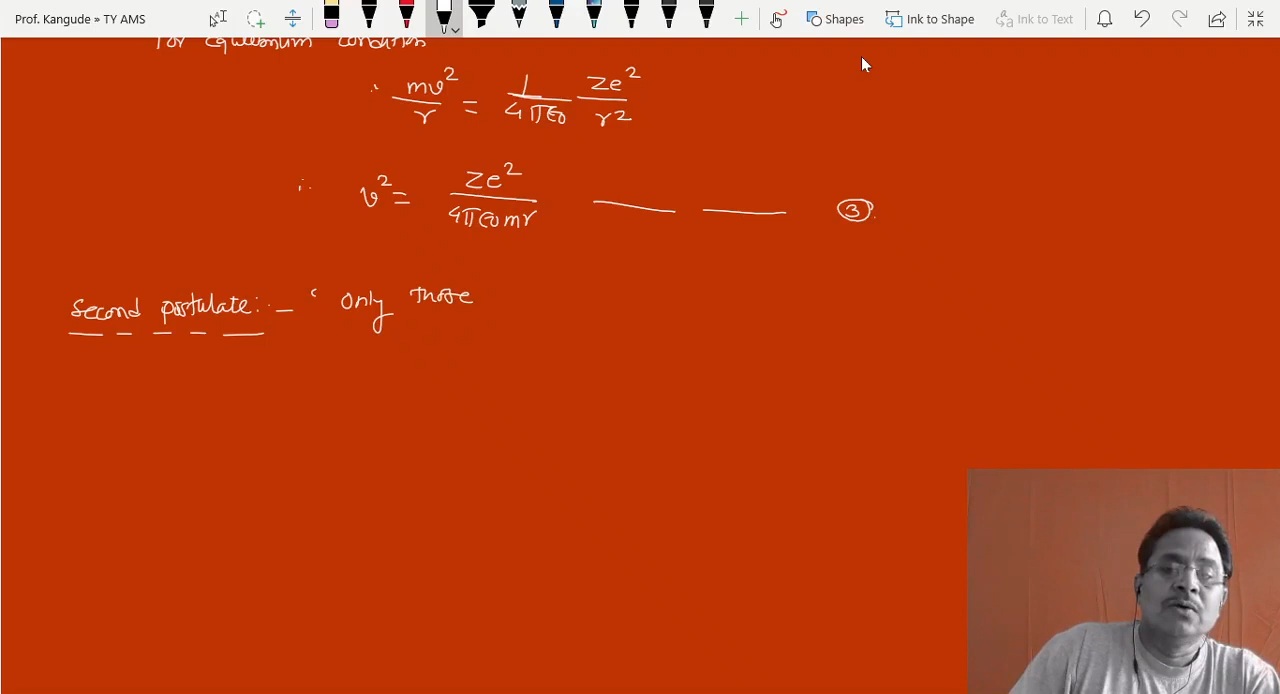 Prof. Kangude » TY AMS
Shapes
Ink to Shape
Ink to Text
For equilibrium condition
∴ mv²/r = 1/4πε0 Ze²/r²
∴ v² = Ze²/4πε0mr — — ③
Second postulate:- ‘ Only those